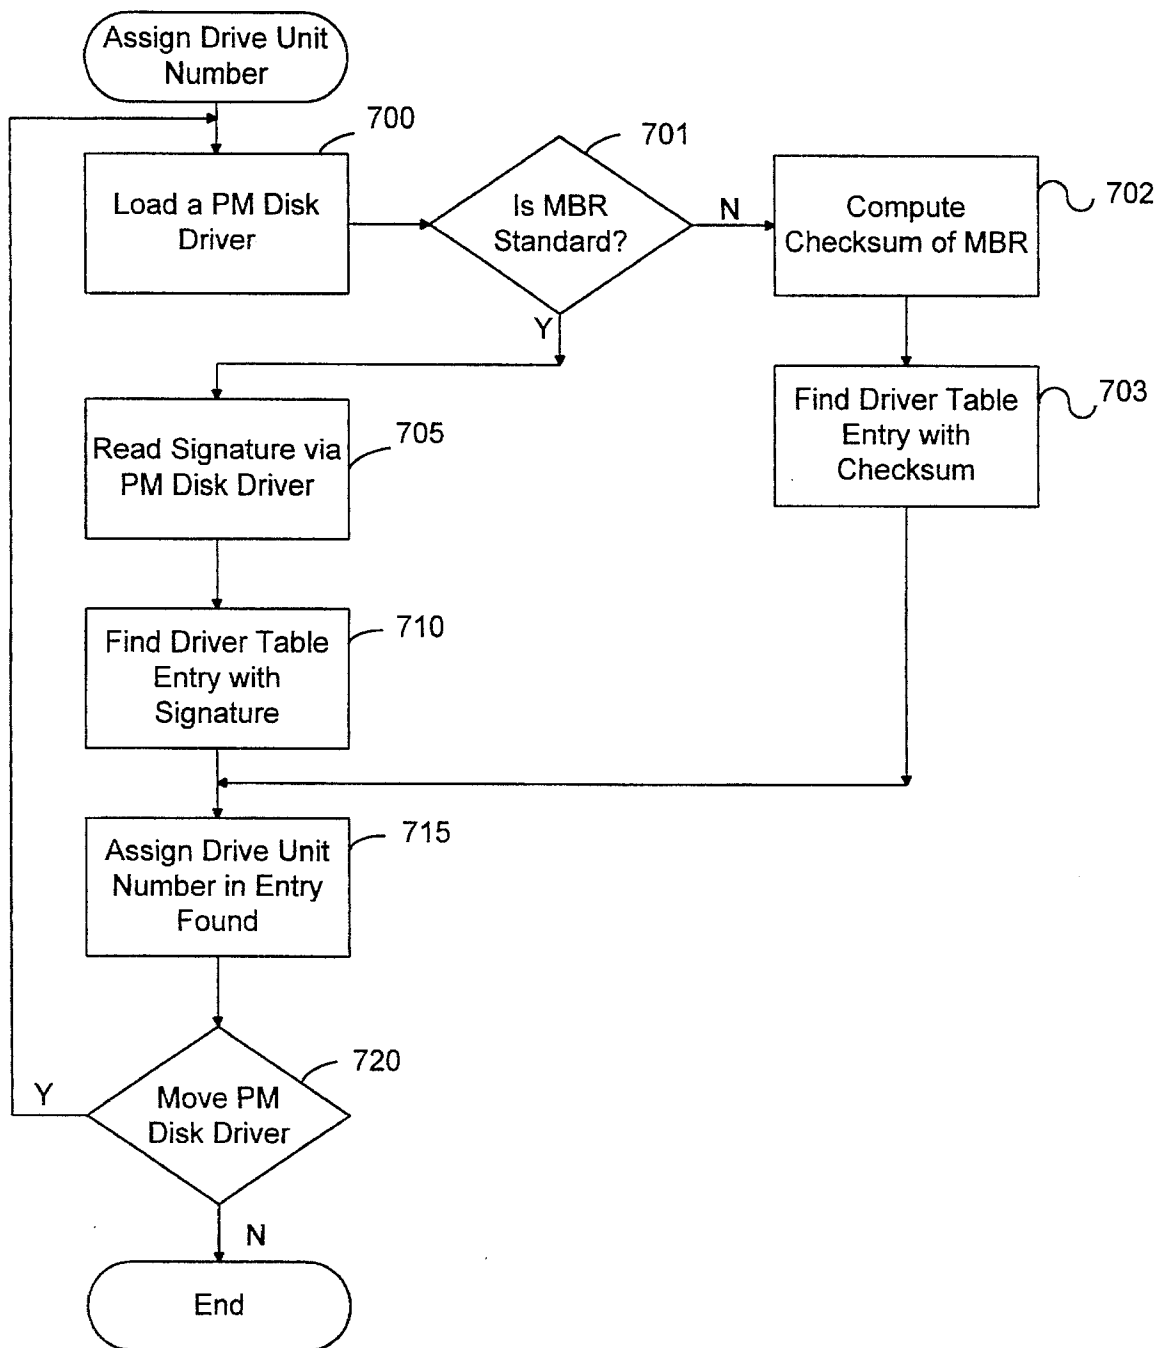 Assign Drive Unit
Number
700
Load a PM Disk
Driver
701
Is MBR
Standard?
N
702
Compute
Checksum of MBR
Y
703
Find Driver Table
Entry with
Checksum
705
Read Signature via
PM Disk Driver
710
Find Driver Table
Entry with
Signature
715
Assign Drive Unit
Number in Entry
Found
720
Move PM
Disk Driver
Y
N
End